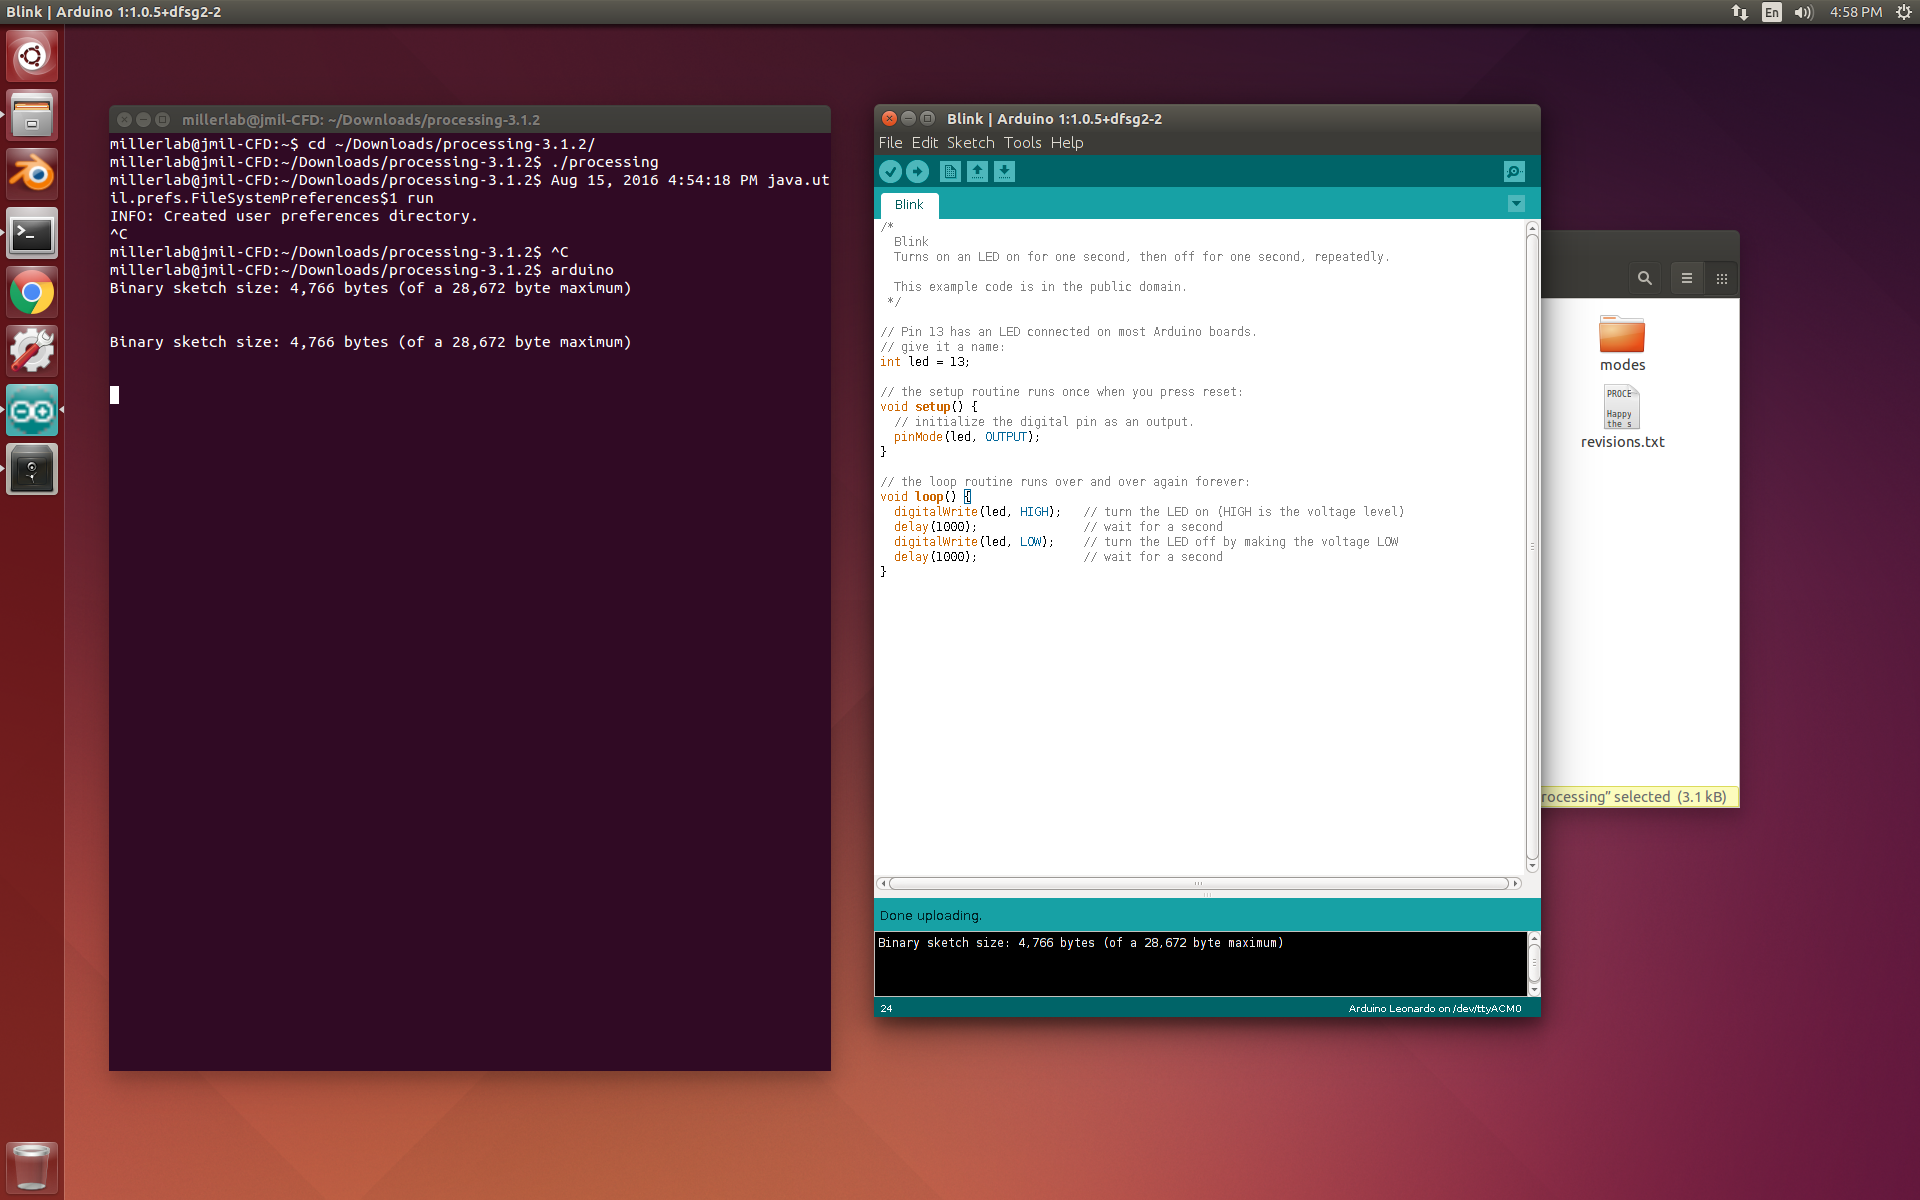 Blink | Arduino 1:1.0.5+dfsg2-2
En
4:58 PM
millerlab@jmil-CFD: ~/Downloads/processing-3.1.2
millerlab@jmil-CFD:~$ cd ~/Downloads/processing-3.1.2/
millerlab@jmil-CFD:~/Downloads/processing-3.1.2$ ./processing
millerlab@jmil-CFD:~/Downloads/processing-3.1.2$ Aug 15, 2016 4:54:18 PM java.ut
il.prefs.FileSystemPreferences$1 run
INFO: Created user preferences directory.
^C
millerlab@jmil-CFD:~/Downloads/processing-3.1.2$ ^C
millerlab@jmil-CFD:~/Downloads/processing-3.1.2$ arduino
Binary sketch size: 4,766 bytes (of a 28,672 byte maximum)
Binary sketch size: 4,766 bytes (of a 28,672 byte maximum)
Blink | Arduino 1:1.0.5+dfsg2-2
File Edit Sketch Tools Help
Blink
/*
  Blink
  Turns on an LED on for one second, then off for one second, repeatedly.
  This example code is in the public domain.
 */
// Pin 13 has an LED connected on most Arduino boards.
// give it a name:
int led = 13;
// the setup routine runs once when you press reset:
void setup() {
  // initialize the digital pin as an output.
  pinMode(led, OUTPUT);
}
// the loop routine runs over and over again forever:
void loop() {
  digitalWrite(led, HIGH);   // turn the LED on (HIGH is the voltage level)
  delay(1000);               // wait for a second
  digitalWrite(led, LOW);    // turn the LED off by making the voltage LOW
  delay(1000);               // wait for a second
}
Done uploading.
Binary sketch size: 4,766 bytes (of a 28,672 byte maximum)
24
Arduino Leonardo on /dev/ttyACM0
modes
PROCE
Happy
the s
revisions.txt
rocessing" selected (3.1 kB)